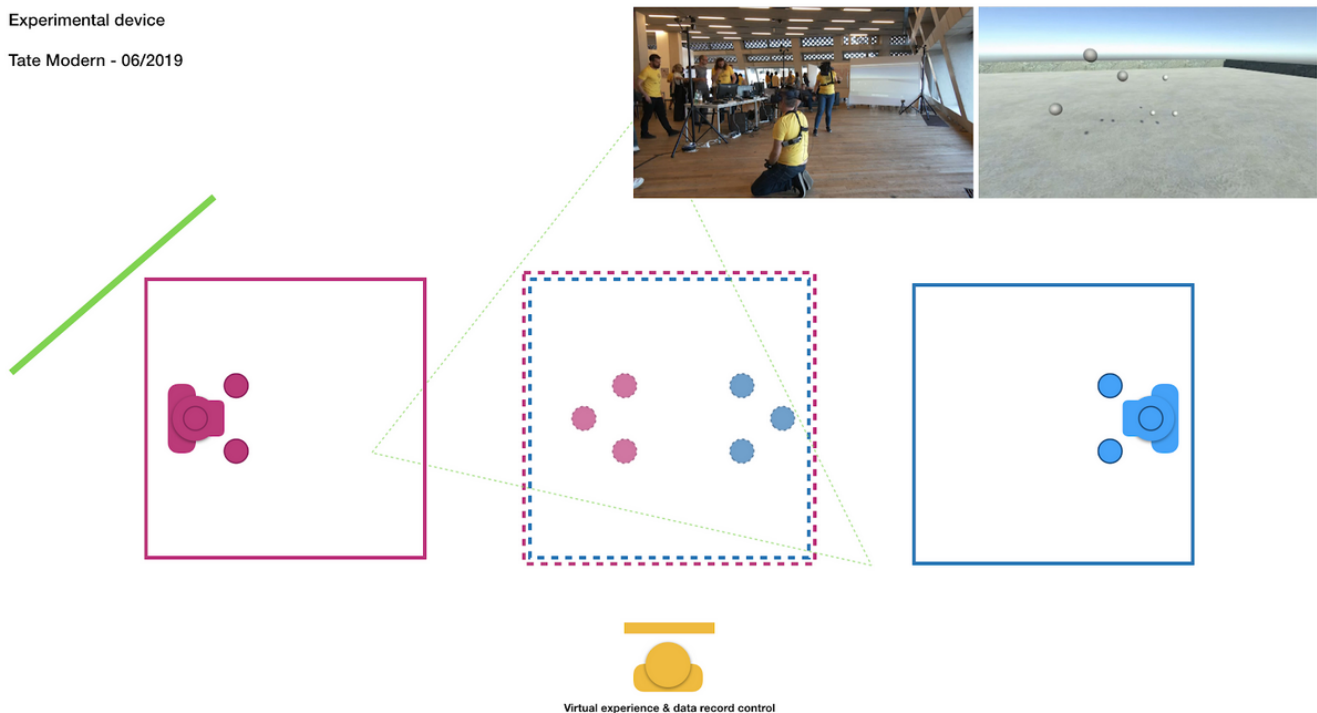 Experimental device
Tate Modern - 06/2019
Virtual experience & data record control